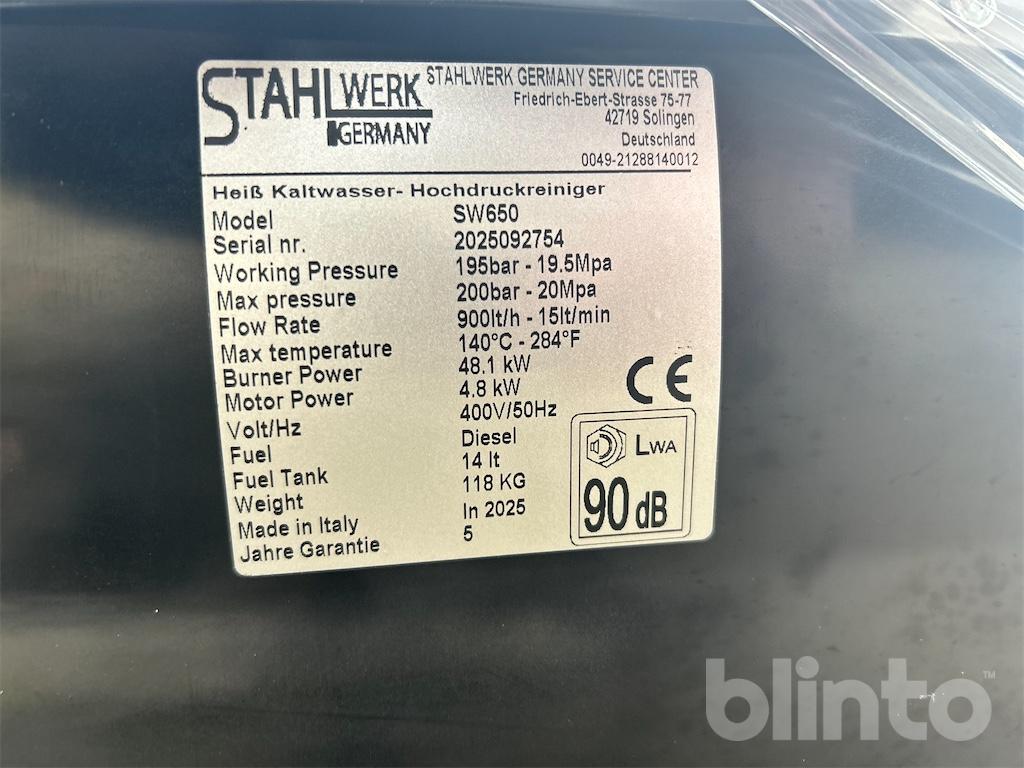 STAHLWERK
GERMANY
STAHLWERK GERMANY SERVICE CENTER
Friedrich-Ebert-Strasse 75-77
42719 Solingen
Deutschland
0049-21288140012
Heiß Kaltwasser- Hochdruckreiniger
Model SW650
Serial nr. 2025092754
Working Pressure 195bar - 19.5Mpa
Max pressure 200bar - 20Mpa
Flow Rate 900lt/h - 15lt/min
Max temperature 140°C - 284°F
Burner Power 48.1 kW
Motor Power 4.8 kW
Volt/Hz 400V/50Hz
Fuel Diesel
Fuel Tank 14 lt
Weight 118 KG
Made in Italy In 2025
Jahre Garantie 5
CE
LWA
90 dB
blinto™